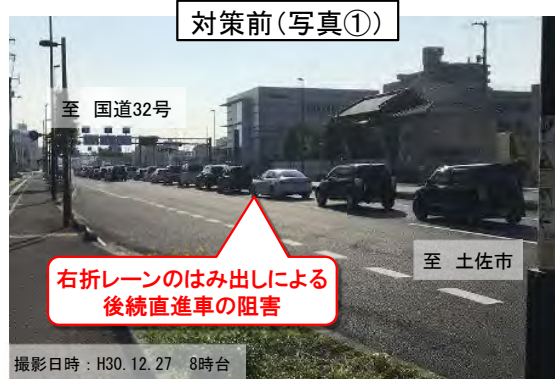 対策前(写真①)
至 国道32号
右折レーンのはみ出しによる
後続直進車の阻害
至 土佐市
撮影日時：H30.12.27 8時台